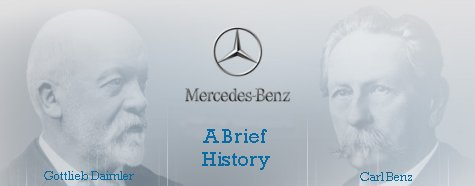 Mercedes-Benz
A Brief
History
Gottlieb Daimler
Carl Benz